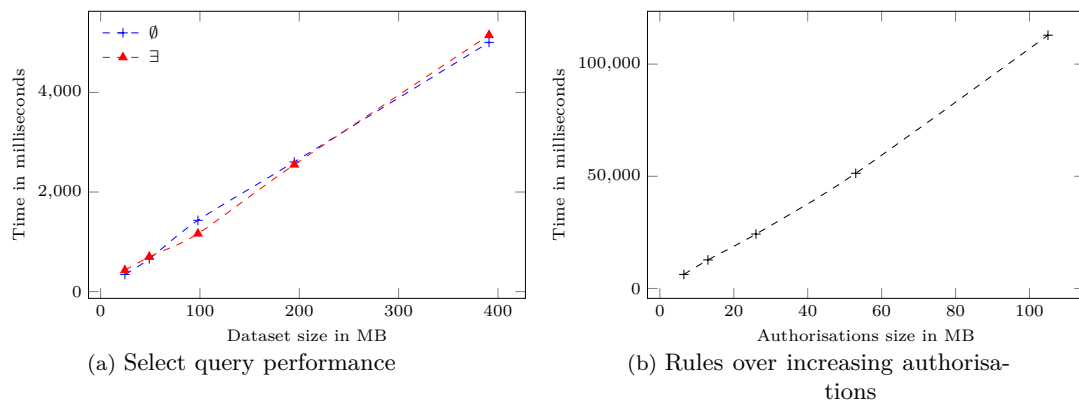 ∅
∃
4,000
2,000
0
Time in milliseconds
0
100
200
300
400
Dataset size in MB
(a) Select query performance
100,000
50,000
0
Time in milliseconds
0
20
40
60
80
100
Authorisations size in MB
(b) Rules over increasing authorisa-
tions